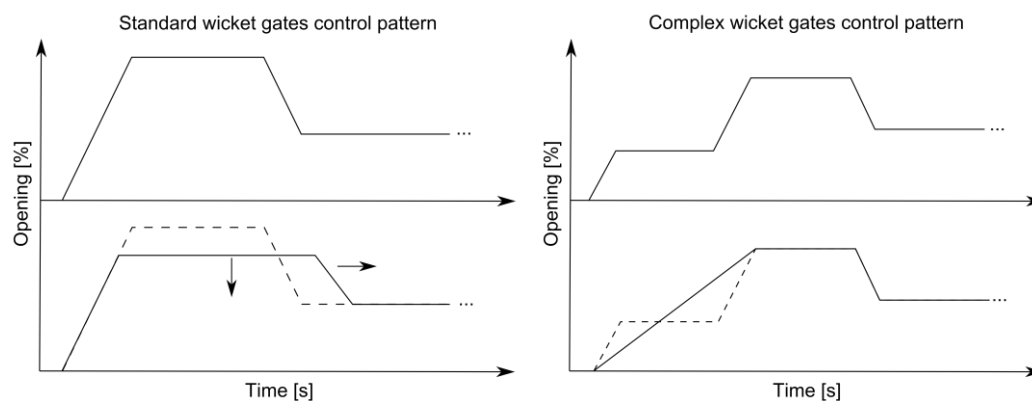 Standard wicket gates control pattern
Complex wicket gates control pattern
Opening [%]
Opening [%]
...
...
...
...
Time [s]
Time [s]